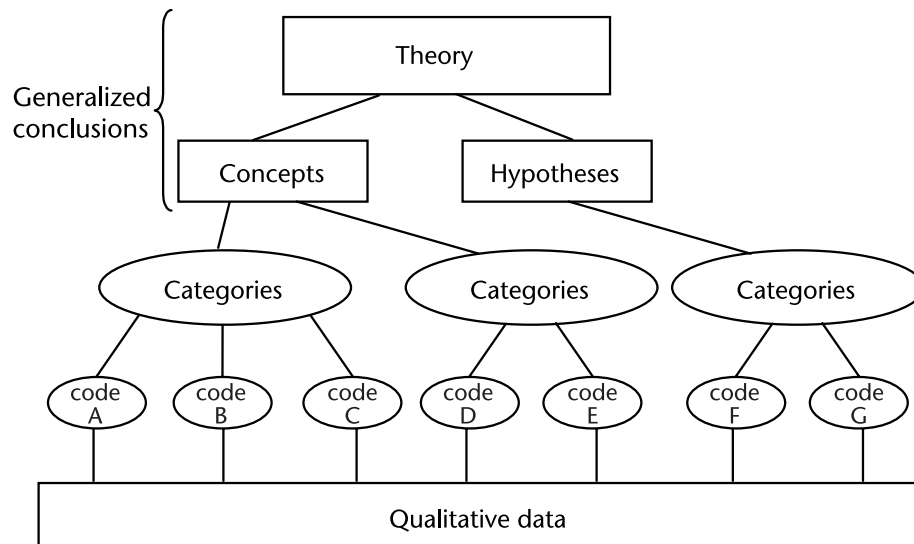 Theory
Generalized
conclusions
Concepts
Hypotheses
Categories
Categories
Categories
code
A
code
B
code
C
code
D
code
E
code
F
code
G
Qualitative data